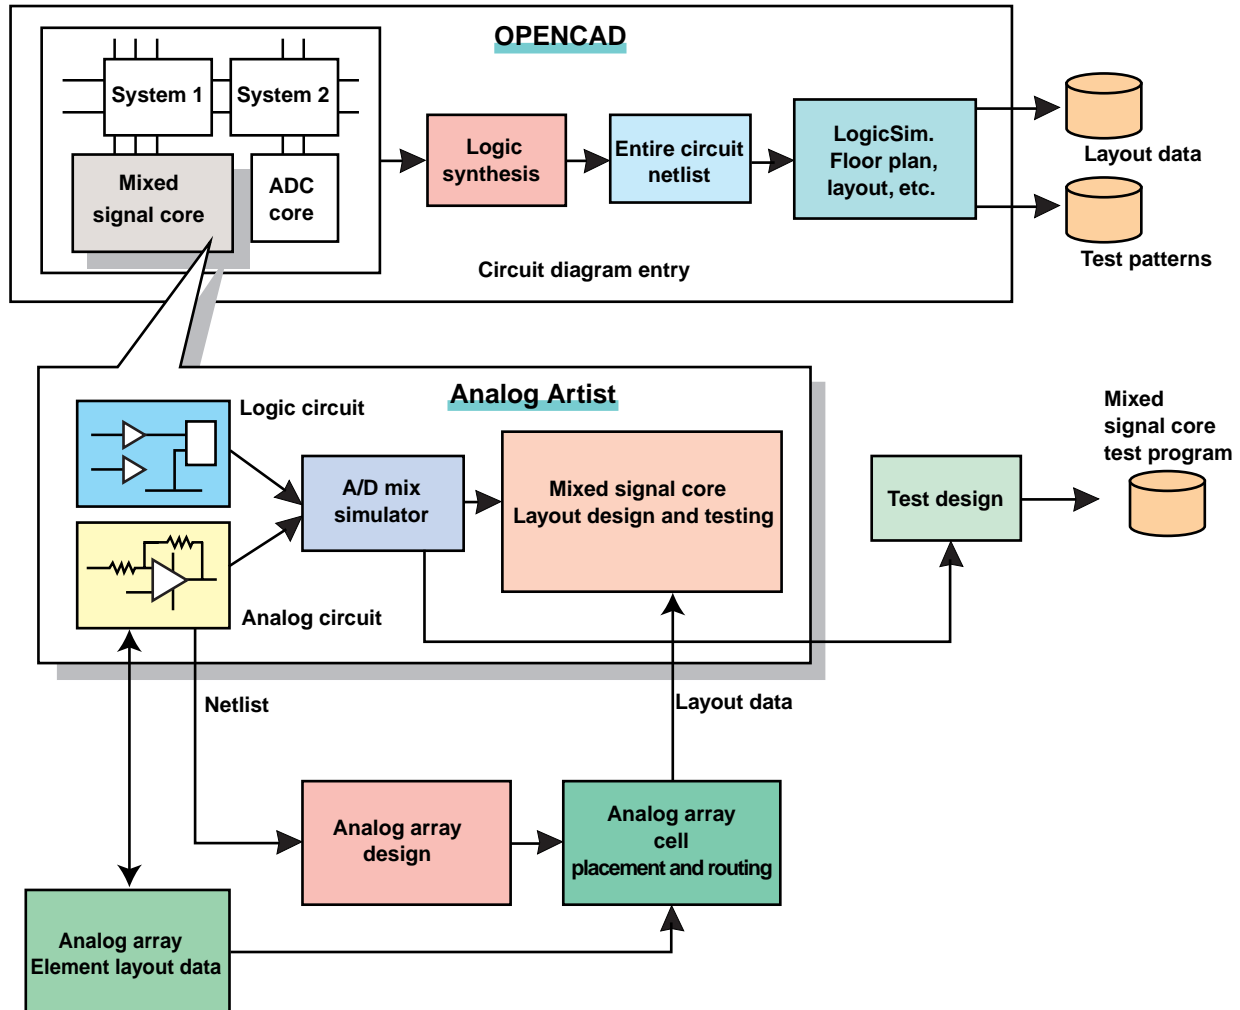 OPENCAD
System 1
System 2
Mixed
signal core
ADC
core
Logic
synthesis
Entire circuit
netlist
LogicSim.
Floor plan,
layout, etc.
Layout data
Test patterns
Circuit diagram entry
Analog Artist
Logic circuit
A/D mix
simulator
Mixed signal core
Layout design and testing
Analog circuit
Test design
Mixed
signal core
test program
Netlist
Layout data
Analog array
design
Analog array
cell
placement and routing
Analog array
Element layout data